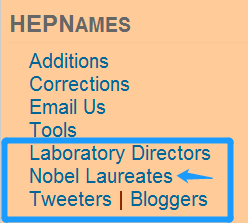 HEPNAMES
Additions
Corrections
Email Us
Tools
Laboratory Directors
Nobel Laureates
Tweeters | Bloggers